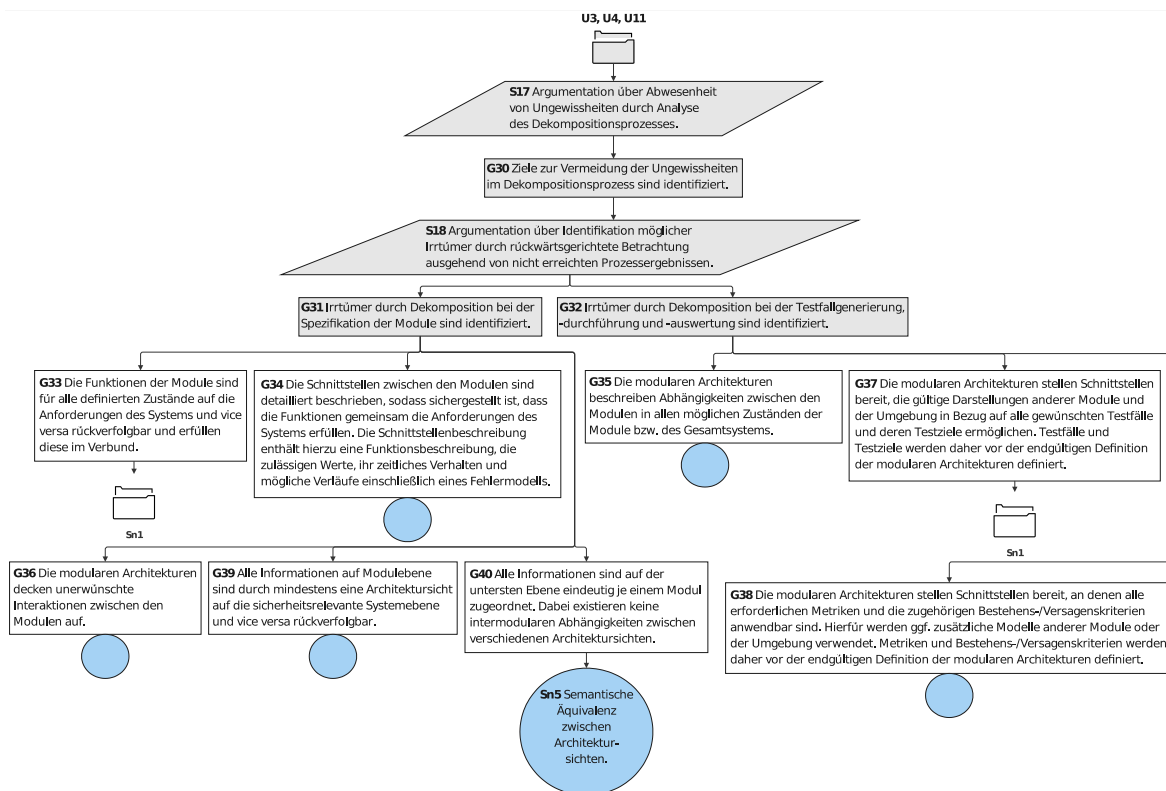 U3, U4, U11
S17 Argumentation über Abwesenheit
von Ungewissheiten durch Analyse
des Dekompositionsprozesses.
G30 Ziele zur Vermeidung der Ungewissheiten
im Dekompositionsprozess sind identifiziert.
S18 Argumentation über Identifikation möglicher
Irrtümer durch rückwärtsgerichtete Betrachtung
ausgehend von nicht erreichten Prozessergebnissen.
G31 Irrtümer durch Dekomposition bei der
Spezifikation der Module sind identifiziert.
G32 Irrtümer durch Dekomposition bei der Testfallgenerierung,
-durchführung und -auswertung sind identifiziert.
G33 Die Funktionen der Module sind
für alle definierten Zustände auf die
Anforderungen des Systems und vice
versa rückverfolgbar und erfüllen
diese im Verbund.
Sn1
G34 Die Schnittstellen zwischen den Modulen sind
detailliert beschrieben, sodass sichergestellt ist, dass
die Funktionen gemeinsam die Anforderungen des
Systems erfüllen. Die Schnittstellenbeschreibung
enthält hierzu eine Funktionsbeschreibung, die
zulässigen Werte, ihr zeitliches Verhalten und
mögliche Verläufe einschließlich eines Fehlermodells.
G35 Die modularen Architekturen
beschreiben Abhängigkeiten zwischen den
Modulen in allen möglichen Zuständen der
Module bzw. des Gesamtsystems.
G37 Die modularen Architekturen stellen Schnittstellen
bereit, die gültige Darstellungen anderer Module und
der Umgebung in Bezug auf alle gewünschten Testfälle
und deren Testziele ermöglichen. Testfälle und
Testziele werden daher vor der endgültigen Definition
der modularen Architekturen definiert.
Sn1
G36 Die modularen Architekturen
decken unerwünschte
Interaktionen zwischen den
Modulen auf.
G39 Alle Informationen auf Modulebene
sind durch mindestens eine Architektursicht
auf die sicherheitsrelevante Systemebene
und vice versa rückverfolgbar.
G40 Alle Informationen sind auf der
untersten Ebene eindeutig je einem Modul
zugeordnet. Dabei existieren keine
intermodularen Abhängigkeiten zwischen
verschiedenen Architektursichten.
Sn5 Semantische
Äquivalenz
zwischen
Architektur-
sichten.
G38 Die modularen Architekturen stellen Schnittstellen bereit, an denen alle
erforderlichen Metriken und die zugehörigen Bestehens-/Versagenskriterien
anwendbar sind. Hierfür werden ggf. zusätzliche Modelle anderer Module oder
der Umgebung verwendet. Metriken und Bestehens-/Versagenskriterien werden
daher vor der endgültigen Definition der modularen Architekturen definiert.